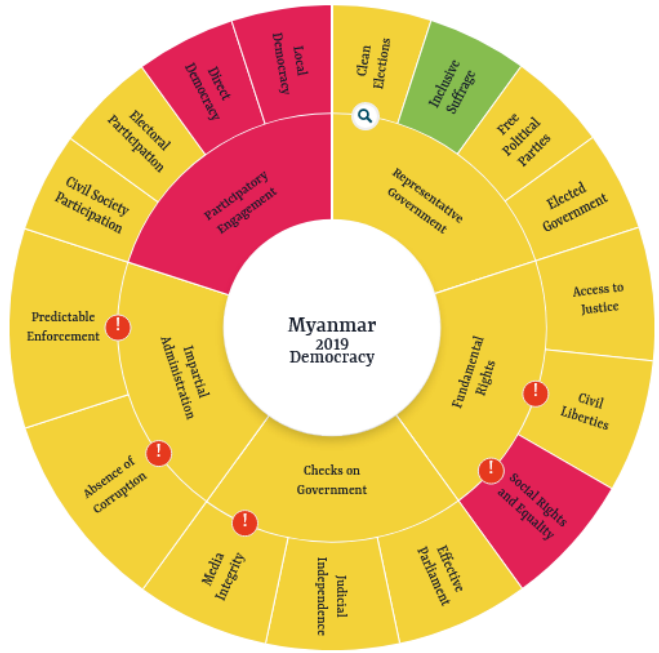 Myanmar
2019
Democracy
Clean
Elections
Inclusive
Suffrage
Free
Political
Parties
Elected
Government
Representative
Government
Access to
Justice
Civil
Liberties
Social Rights
and Equality
Fundamental
Rights
Effective
Parliament
Judicial
Independence
Media
Integrity
Checks on
Government
Absence of
Corruption
Predictable
Enforcement
Impartial
Administration
Civil Society
Participation
Electoral
Participation
Direct
Democracy
Local
Democracy
Participatory
Engagement
!
!
!
!
!